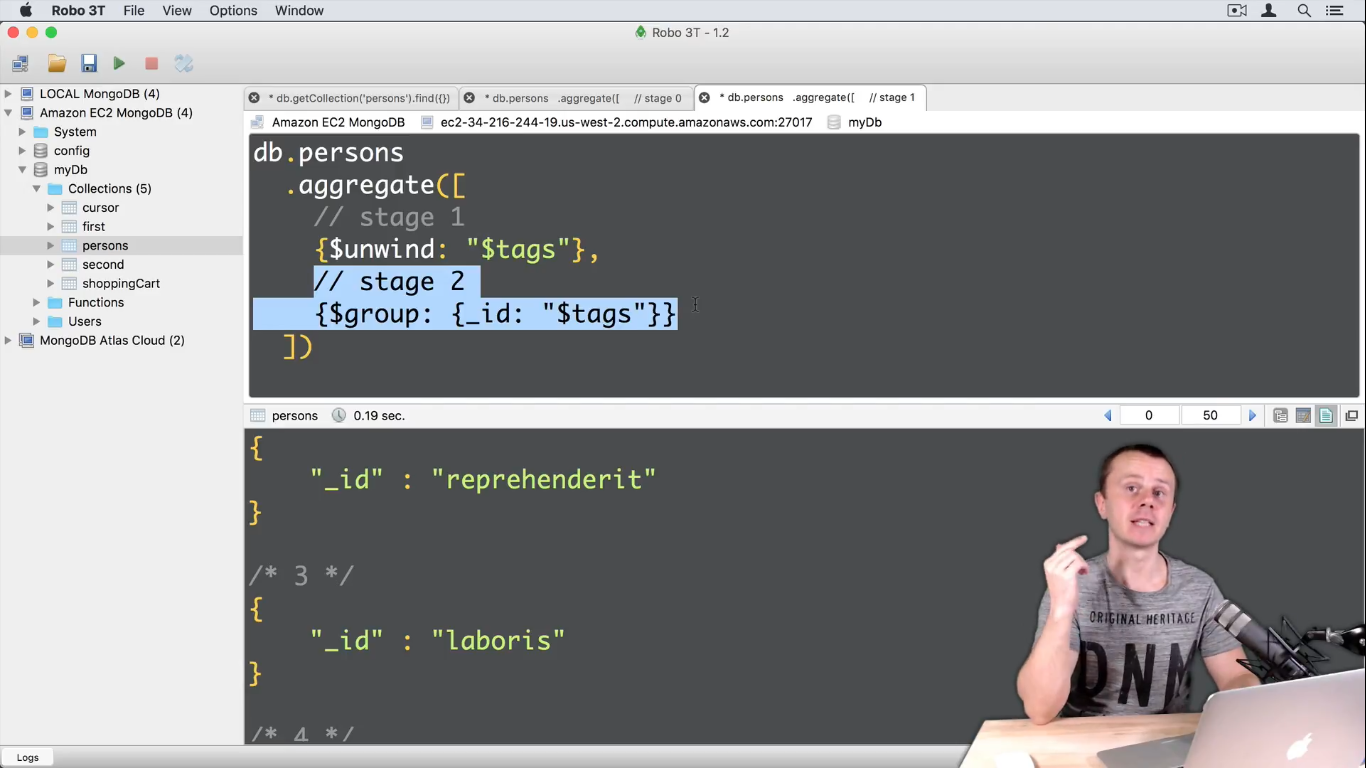 Robo 3T File View Options Window
Robo 3T - 1.2
LOCAL MongoDB (4)
Amazon EC2 MongoDB (4)
System
config
myDb
Collections (5)
cursor
first
persons
second
shoppingCart
Functions
Users
MongoDB Atlas Cloud (2)
* db.getCollection('persons').find({}) * db.persons .aggregate([ // stage 0 * db.persons .aggregate([ // stage 1
Amazon EC2 MongoDB ec2-34-216-244-19.us-west-2.compute.amazonaws.com:27017 myDb
db.persons
.aggregate([
// stage 1
{$unwind: "$tags"},
// stage 2
{$group: {_id: "$tags"}}
])
persons 0.19 sec. 0 50
{
"_id" : "reprehenderit"
}
/* 3 */
{
"_id" : "laboris"
}
/* 4 */
ORIGINAL HERITAGE
DNM
Logs